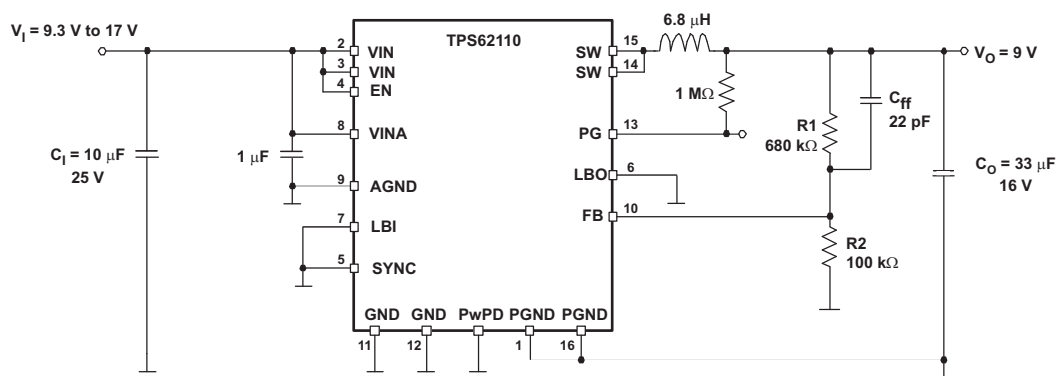 V_I = 9.3 V to 17 V
TPS62110
6.8 μH
2
VIN
3
VIN
4
EN
8
VINA
9
AGND
7
LBI
5
SYNC
15
SW
14
SW
1 MΩ
13
PG
6
LBO
10
FB
V_O = 9 V
C_ff
22 pF
R1
680 kΩ
C_I = 10 μF
25 V
1 μF
C_O = 33 μF
16 V
R2
100 kΩ
GND
GND
PwPD
PGND
PGND
11
12
1
16